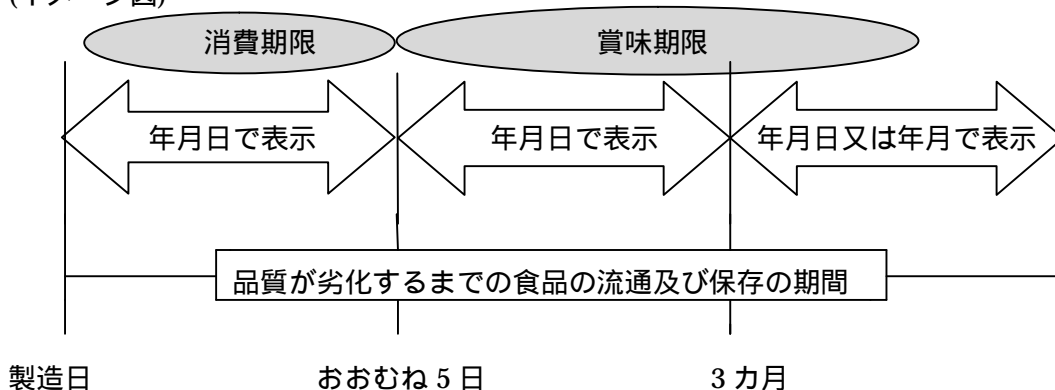 (イメージ図)
消費期限 賞味期限
年月日で表示 年月日で表示 年月日又は年月で表示
品質が劣化するまでの食品の流通及び保存の期間
製造日 おおむね 5 日 3 カ月